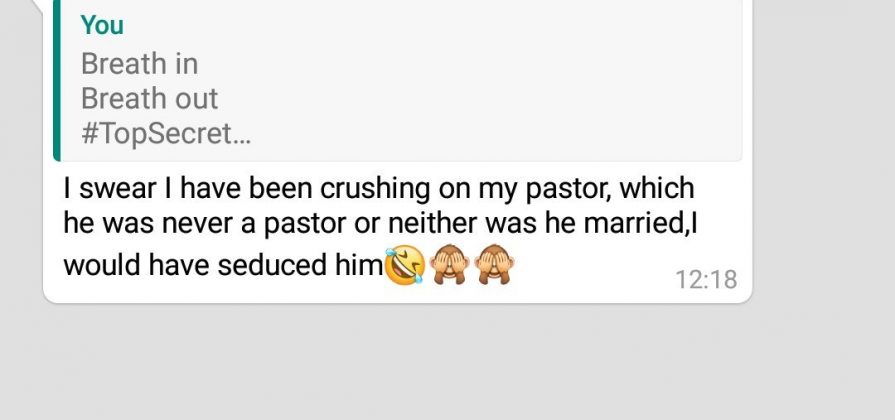 You
Breath in
Breath out
#TopSecret...
I swear I have been crushing on my pastor, which
he was never a pastor or neither was he married,I
would have seduced him🤣🙈🙈
12:18